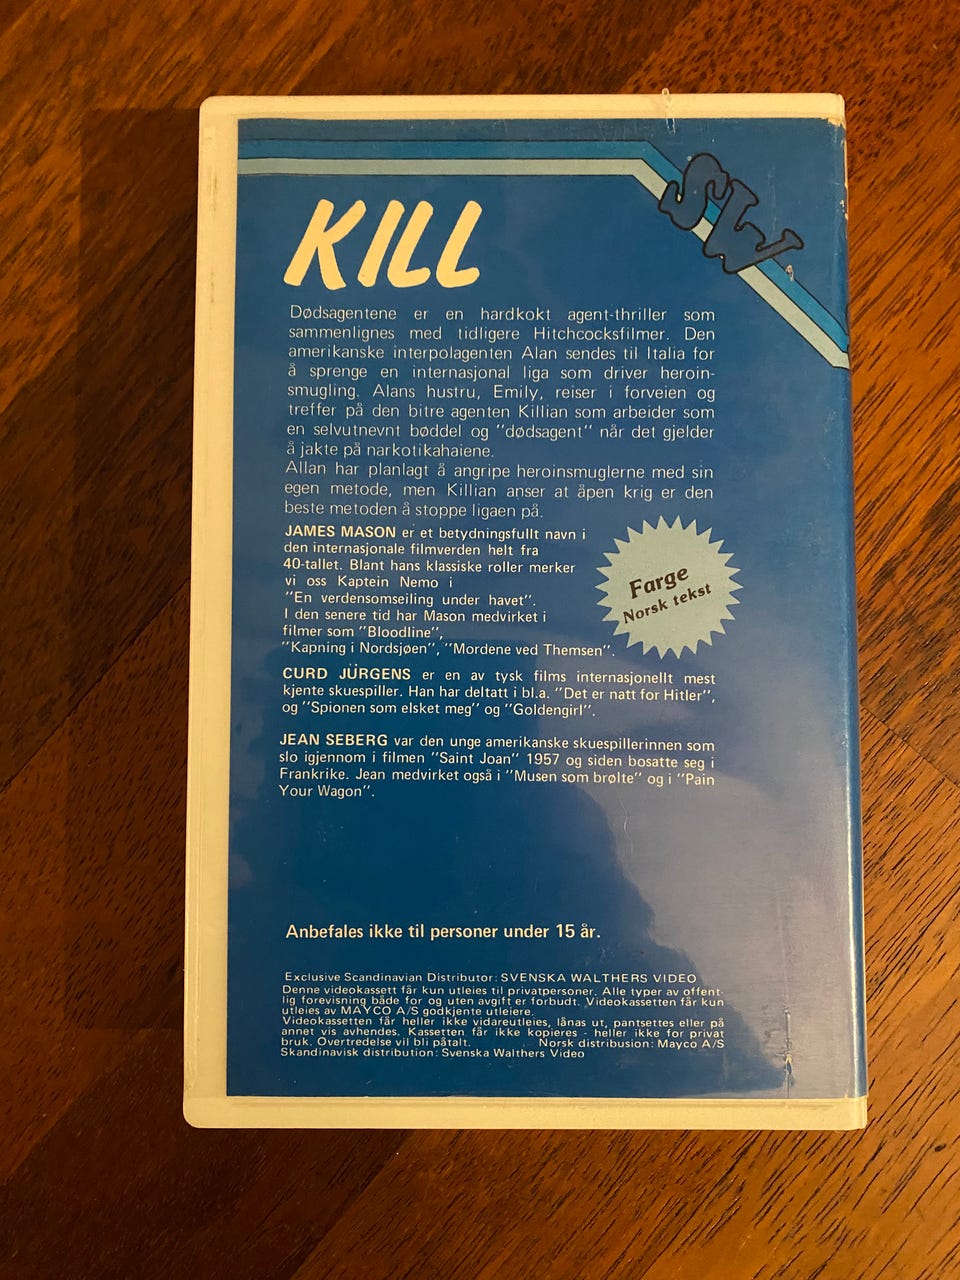 SW
KILL
Dødsagentene er en hardkokt agent-thriller som
sammenlignes med tidligere Hitchcocksfilmer. Den
amerikanske interpolagenten Alan sendes til Italia for
å sprenge en internasjonal liga som driver heroin-
smugling. Alans hustru, Emily, reiser i forveien og
treffer på den bitre agenten Killian som arbeider som
en selvutnevnt bøddel og "dødsagent" når det gjelder
å jakte på narkotikahaiene.
Allan har planlagt å angripe heroinsmuglerne med sin
egen metode, men Killian anser at åpen krig er den
beste metoden å stoppe ligaen på.
JAMES MASON er et betydningsfullt navn i
den internasjonale filmverden helt fra
40-tallet. Blant hans klassiske roller merker
vi oss Kaptein Nemo i
"En verdensomseiling under havet".
I den senere tid har Mason medvirket i
filmer som "Bloodline",
"Kapning i Nordsjøen", "Mordene ved Themsen".
Farge
Norsk tekst
CURD JÜRGENS er en av tysk films internasjonellt mest
kjente skuespiller. Han har deltatt i bl.a. "Det er natt for Hitler",
og "Spionen som elsket meg" og "Goldengirl".
JEAN SEBERG var den unge amerikanske skuespillerinnen som
slo igjennom i filmen "Saint Joan" 1957 og siden bosatte seg i
Frankrike. Jean medvirket også i "Musen som brølte" og i "Pain
Your Wagon".
Anbefales ikke til personer under 15 år.
Exclusive Scandinavian Distributor: SVENSKA WALTHERS VIDEO
Denne videokassett får kun utleies til privatpersoner. Alle typer av offent-
lig forevisning både for og uten avgift er forbudt. Videokassetten får kun
utleies av MAYCO A/S godkjente utleiere.
Videokassetten får heller ikke vidareutleies, lånas ut, pantsettes eller på
annet vis avhendes. Kassetten får ikke kopieres - heller ikke for privat
bruk. Overtredelse vil bli påtalt. Norsk distribusion: Mayco A/S
Skandinavisk distribution: Svenska Walthers Video